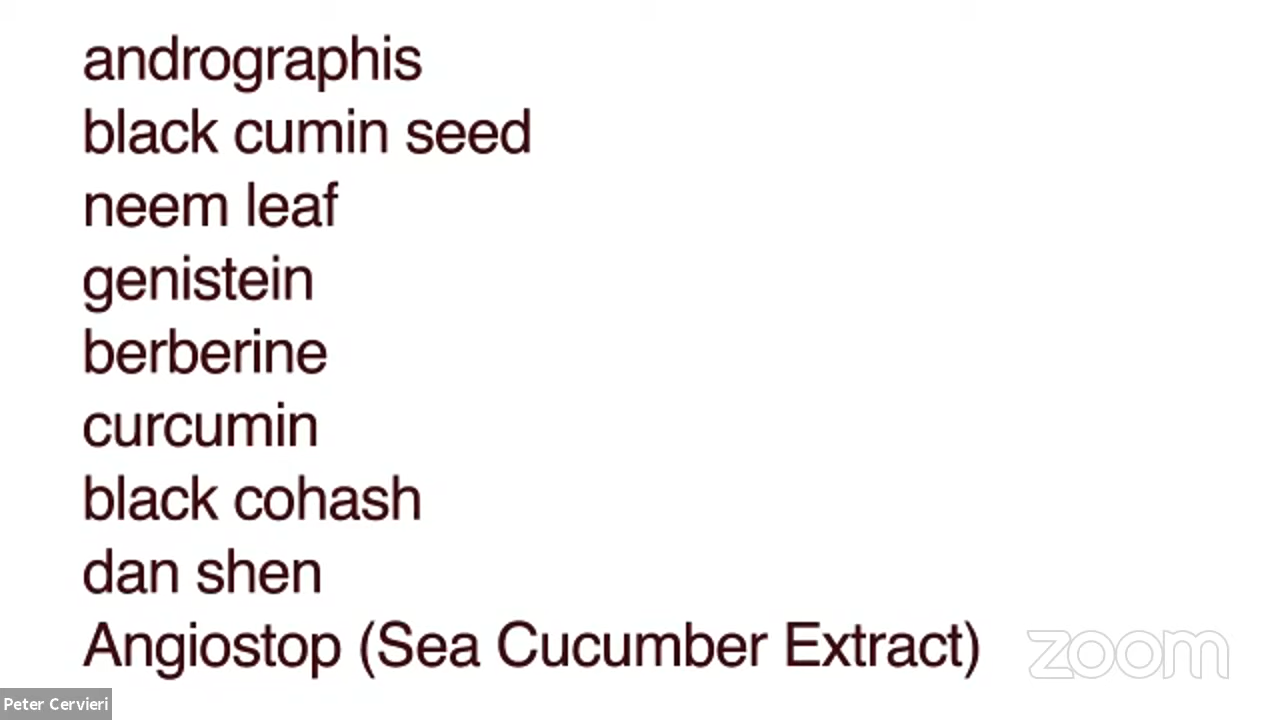 andrographis
black cumin seed
neem leaf
genistein
berberine
curcumin
black cohash
dan shen
Angiostop (Sea Cucumber Extract)
zoom
Peter Cervieri